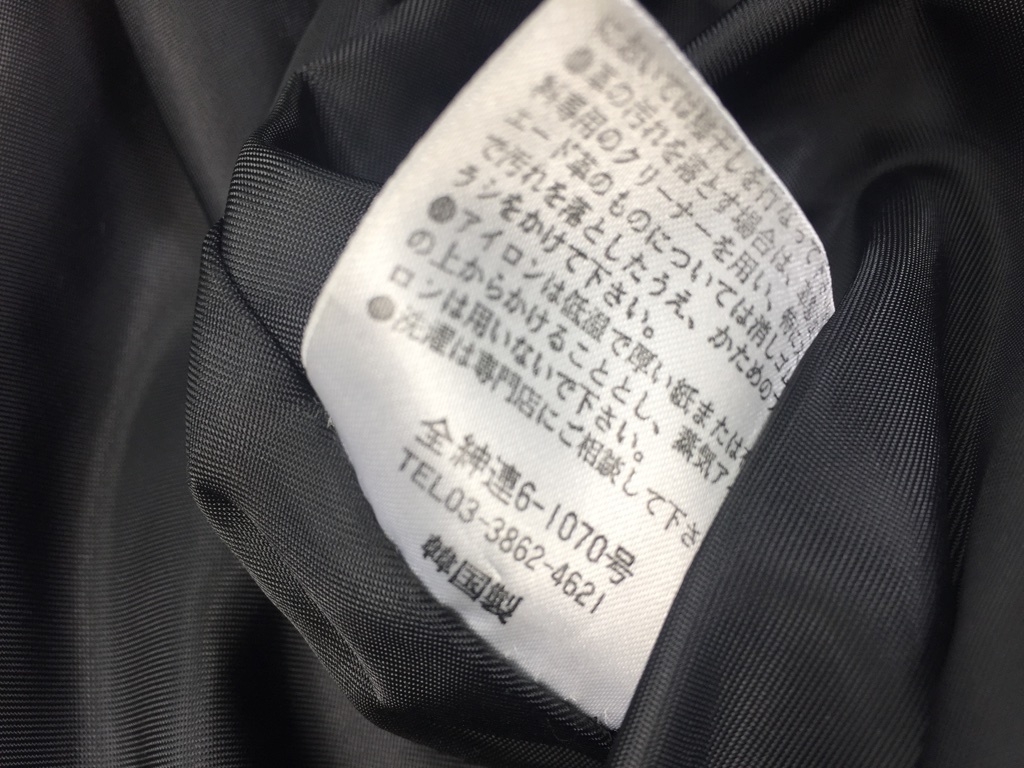 においては陰干しを行なって
●革の汚れを落とす場合は、
料専用のクリーナーを用い、特に
エード革のものについては消しゴ
で汚れを落としたうえ、かためのブ
ランをかけて下さい。
●アイロンは低温で厚い紙または
の上からかけることとし、蒸気ア
ロンは用いないで下さい。
●洗濯は専門店にご相談して下さ
全紳連6-1070号
TEL03-3862-4621
韓国製